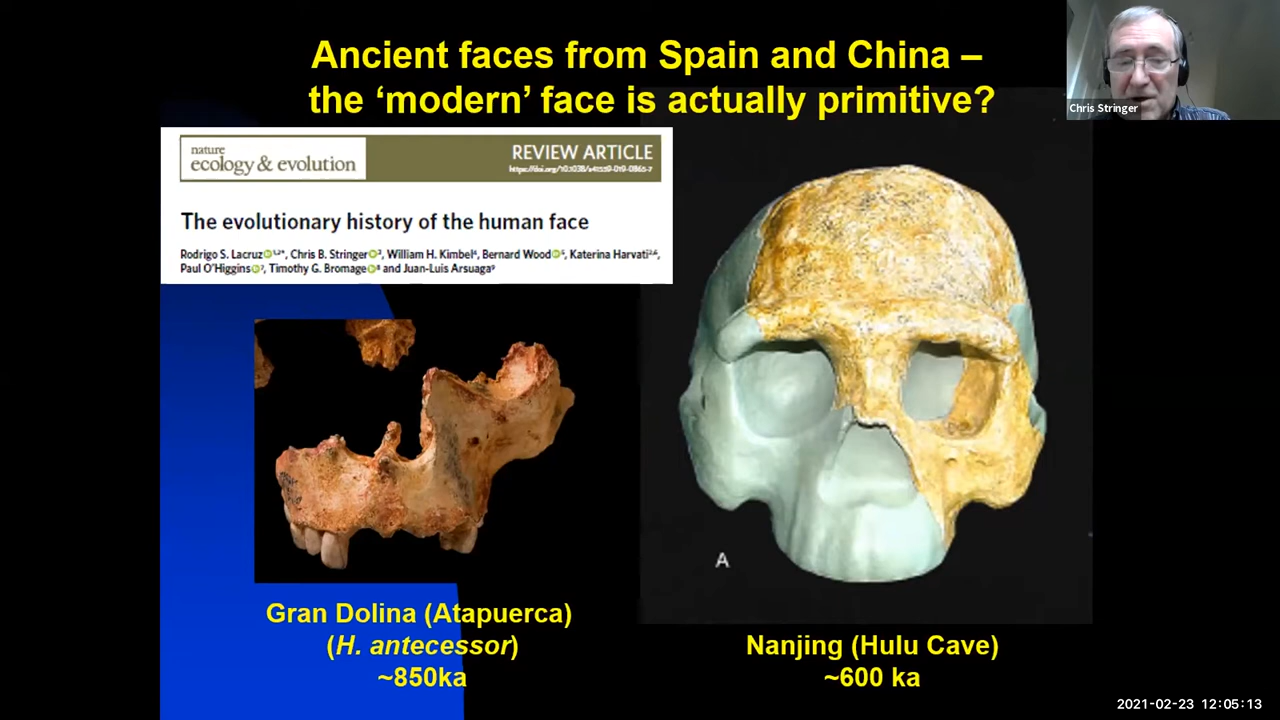 Ancient faces from Spain and China –
the ‘modern’ face is actually primitive?
Chris Stringer
nature
ecology & evolution
REVIEW ARTICLE
The evolutionary history of the human face
Rodrigo S. Lacruz, Chris B. Stringer, William H. Kimbel, Bernard Wood, Katerina Harvati,
Paul O'Higgins, Timothy G. Bromage and Juan-Luis Arsuaga
A
Gran Dolina (Atapuerca)
(H. antecessor)
~850ka
Nanjing (Hulu Cave)
~600 ka
2021-02-23 12:05:13